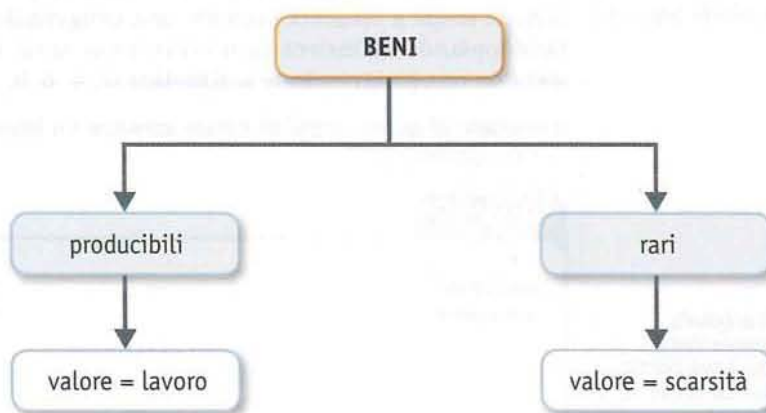 BENI
producibili
rari
valore = lavoro
valore = scarsità